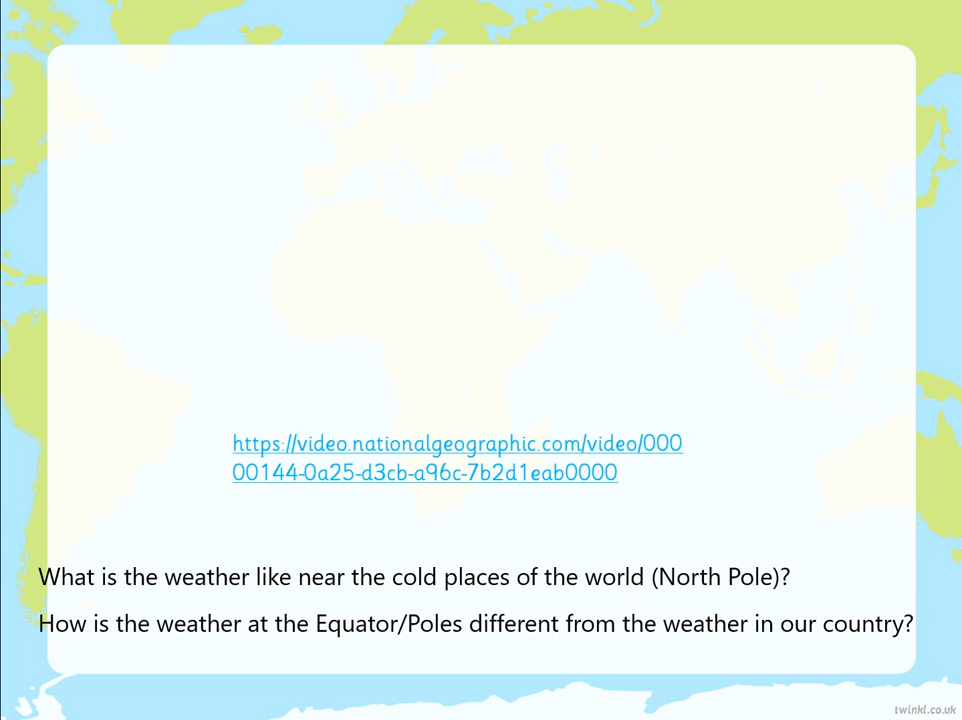 https://video.nationalgeographic.com/video/000
00144-0a25-d3cb-a96c-7b2d1eab0000
What is the weather like near the cold places of the world (North Pole)?
How is the weather at the Equator/Poles different from the weather in our country?
twinkl.co.uk